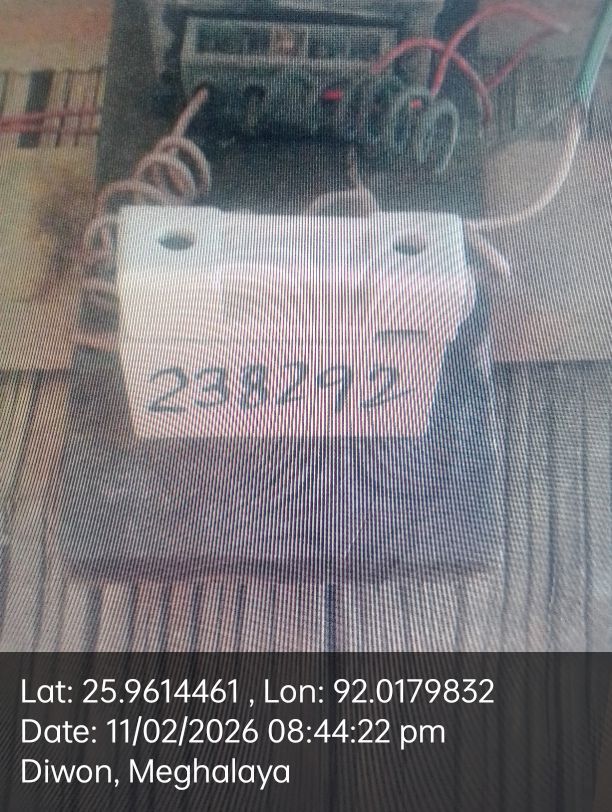 238292
Lat: 25.9614461 , Lon: 92.0179832
Date: 11/02/2026 08:44:22 pm
Diwon, Meghalaya